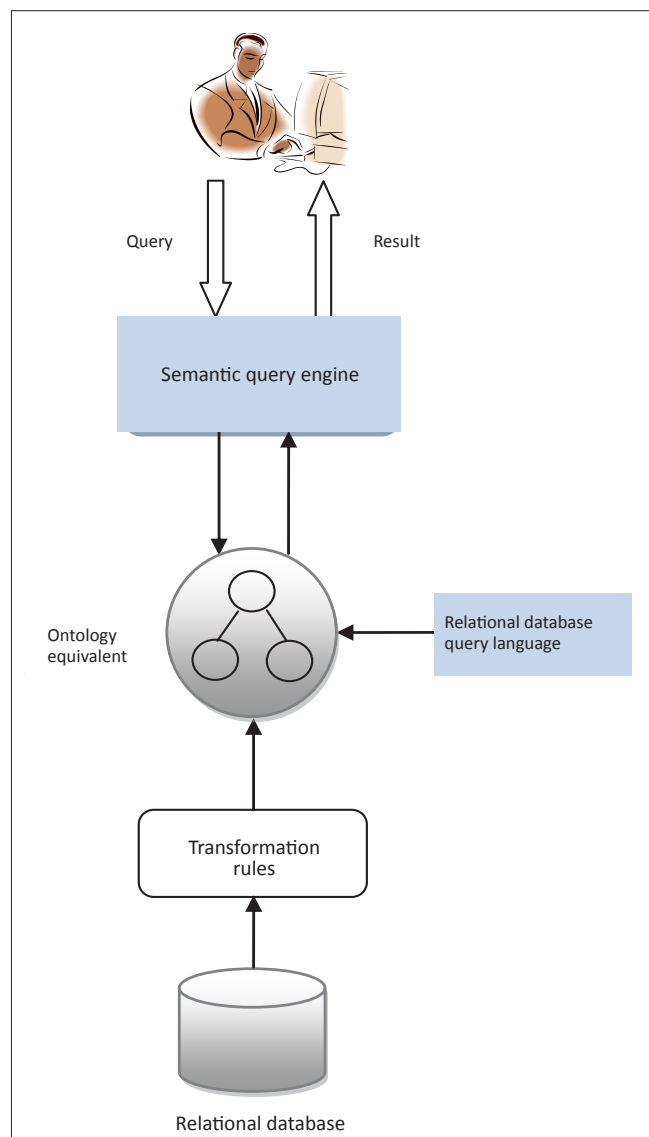 Query
Result
Semantic query engine
Ontology
equivalent
Relational database
query language
Transformation
rules
Relational database